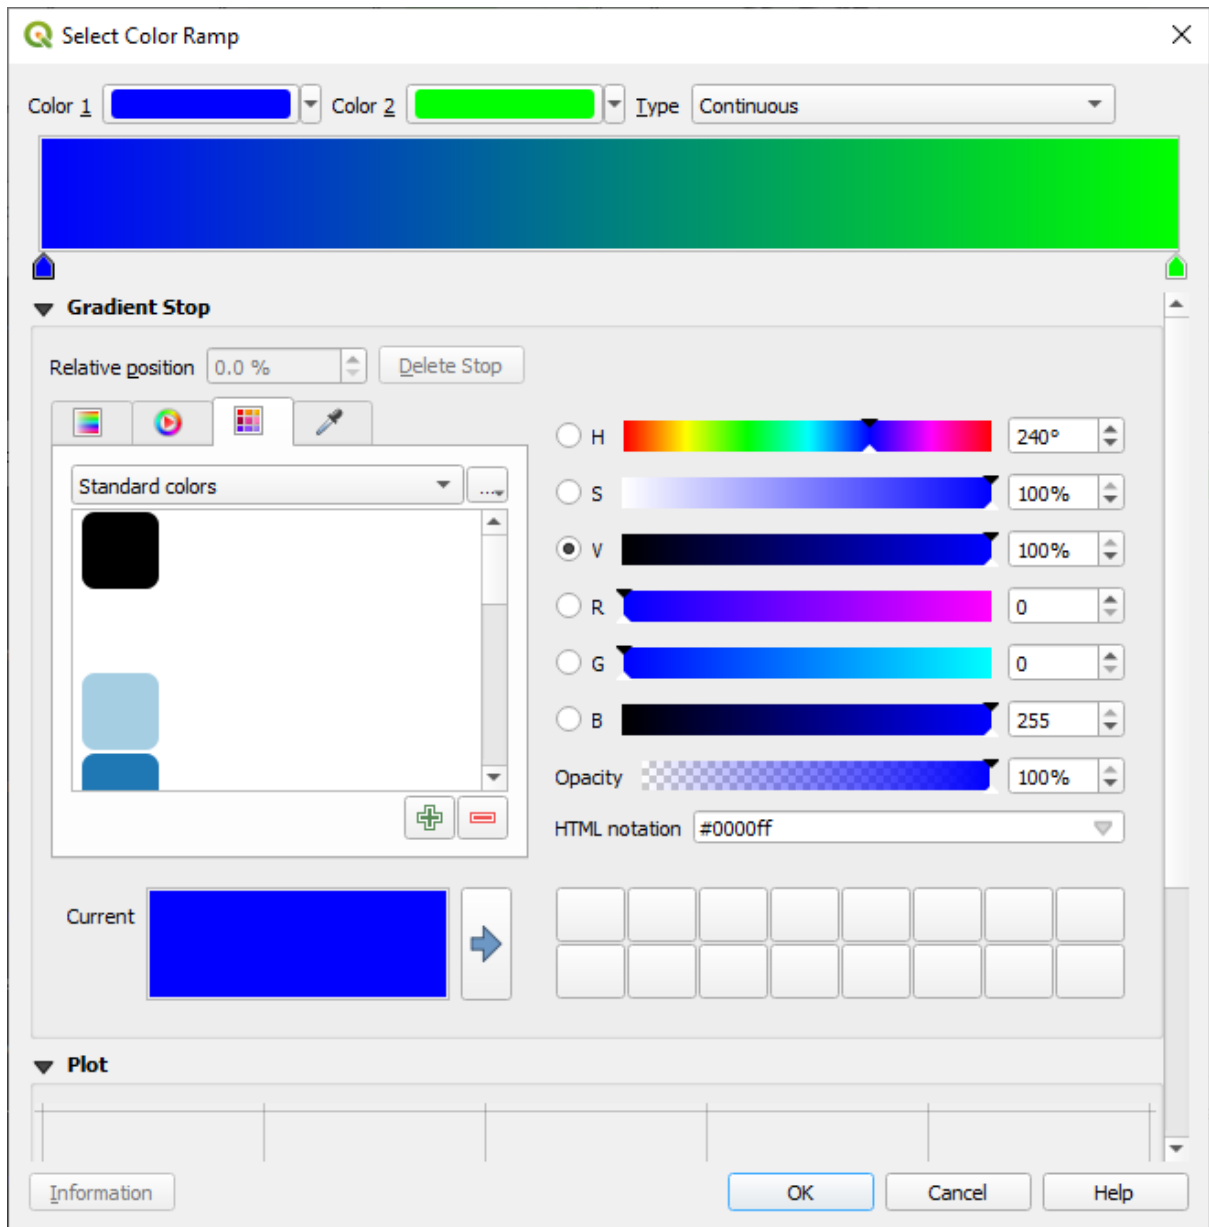 Select Color Ramp
Color 1 Color 2 Type Continuous
Gradient Stop
Relative position 0.0 % Delete Stop
H 240°
Standard colors ...
S 100%
V 100%
R 0
G 0
B 255
Opacity 100%
HTML notation #0000ff
Current
Plot
Information OK Cancel Help